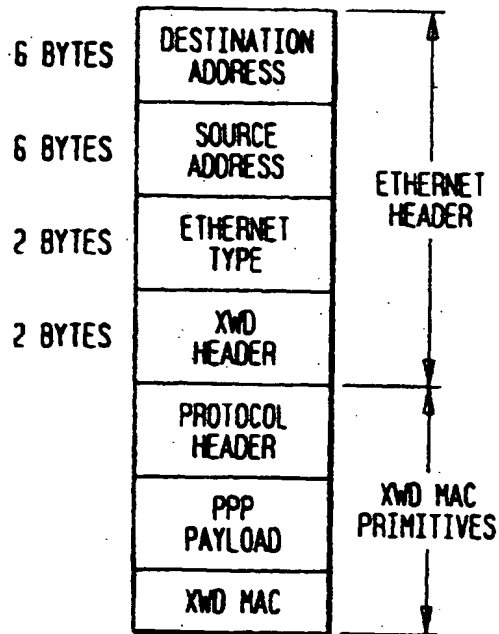 6 BYTES
DESTINATION
ADDRESS
6 BYTES
SOURCE
ADDRESS
2 BYTES
ETHERNET
TYPE
2 BYTES
XWD
HEADER
ETHERNET
HEADER
PROTOCOL
HEADER
PPP
PAYLOAD
XWD MAC
XWD MAC
PRIMITIVES